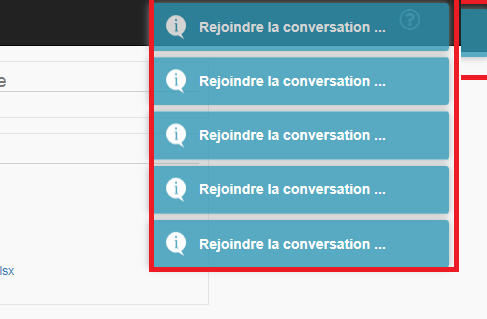 Rejoindre la conversation ...
?
e
Rejoindre la conversation ...
Rejoindre la conversation ...
Rejoindre la conversation ...
Rejoindre la conversation ...
lsx